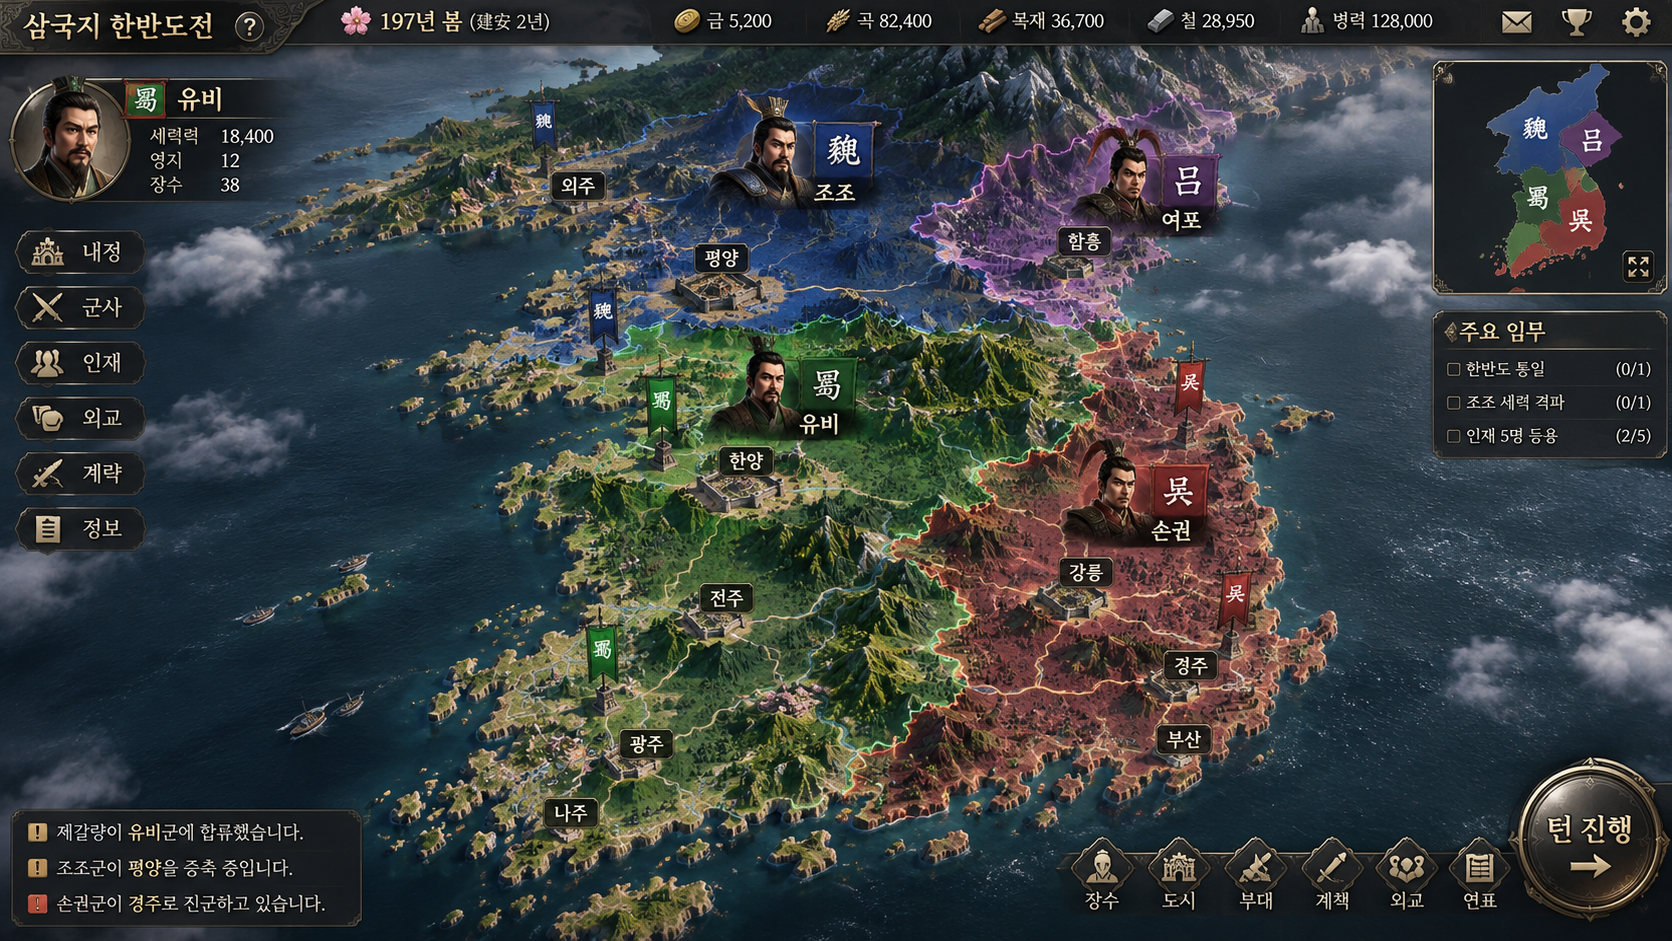 삼국지 한반도전 ?
197년 봄 (建安 2년)
금 5,200
곡 82,400
목재 36,700
철 28,950
병력 128,000
蜀 유비
세력력 18,400
영지 12
장수 38
내정
군사
인재
외교
계략
정보
魏
외주
魏
조조
吕
여포
함흥
평양
魏
蜀
蜀
유비
한양
吴
吴
손권
강릉
吴
전주
蜀
경주
광주
부산
나주
魏
吕
蜀
吴
주요 임무
한반도 통일 (0/1)
조조 세력 격파 (0/1)
인재 5명 등용 (2/5)
! 제갈량이 유비군에 합류했습니다.
! 조조군이 평양을 증축 중입니다.
! 손권군이 경주로 진군하고 있습니다.
장수
도시
부대
계책
외교
연표
턴 진행